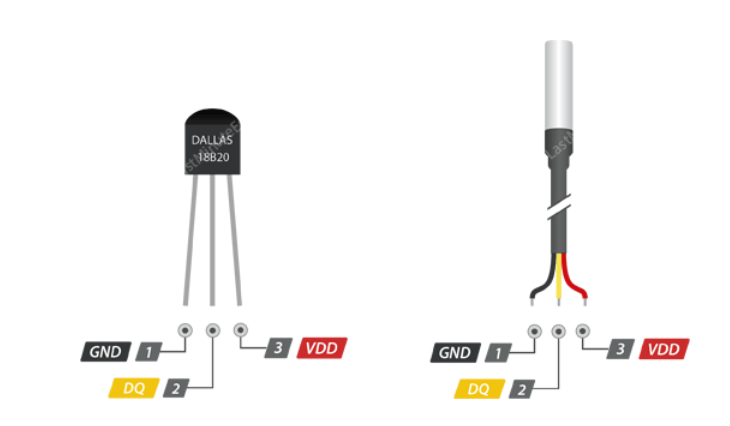 DALLAS
18B20
GND 1
3 VDD
DQ 2
GND 1
3 VDD
DQ 2